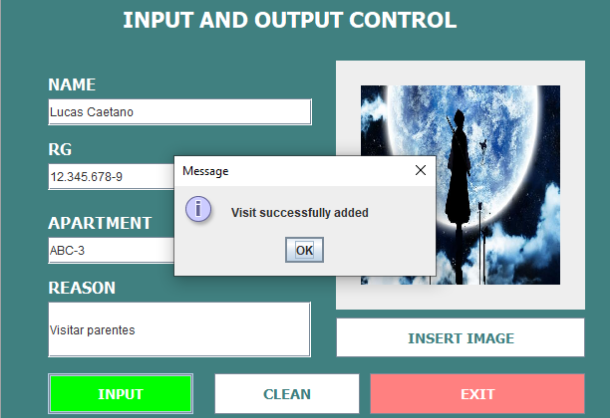 INPUT AND OUTPUT CONTROL
NAME
Lucas Caetano
RG
12.345.678-9
Message
Visit successfully added
OK
APARTMENT
ABC-3
REASON
Visitar parentes
INSERT IMAGE
INPUT
CLEAN
EXIT